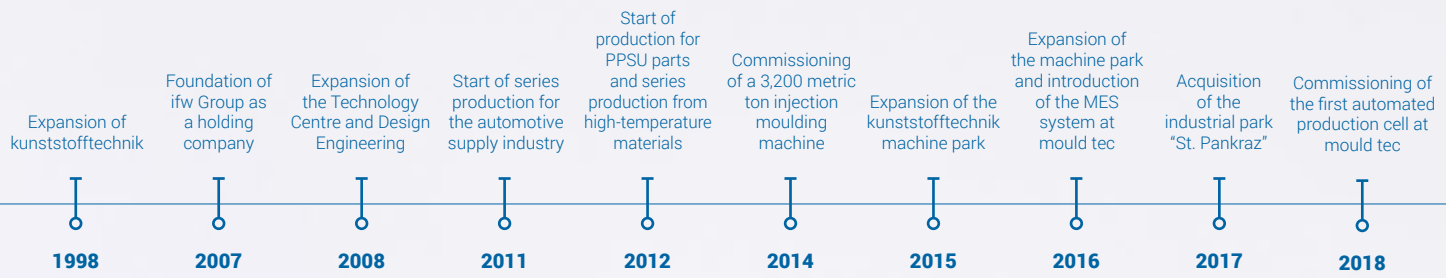 Expansion of
kunststofftechnik
1998
Foundation of
ifw Group as
a holding
company
2007
Expansion of
the Technology
Centre and Design
Engineering
2008
Start of series
production for
the automotive
supply industry
2011
Start of
production for
PPSU parts
and series
production from
high-temperature
materials
2012
Commissioning
of a 3,200 metric
ton injection
moulding
machine
2014
Expansion of the
kunststofftechnik
machine park
2015
Expansion of
the machine park
and introduction
of the MES
system at
mould tec
2016
Acquisition
of the
industrial park
“St. Pankraz”
2017
Commissioning of
the first automated
production cell at
mould tec
2018